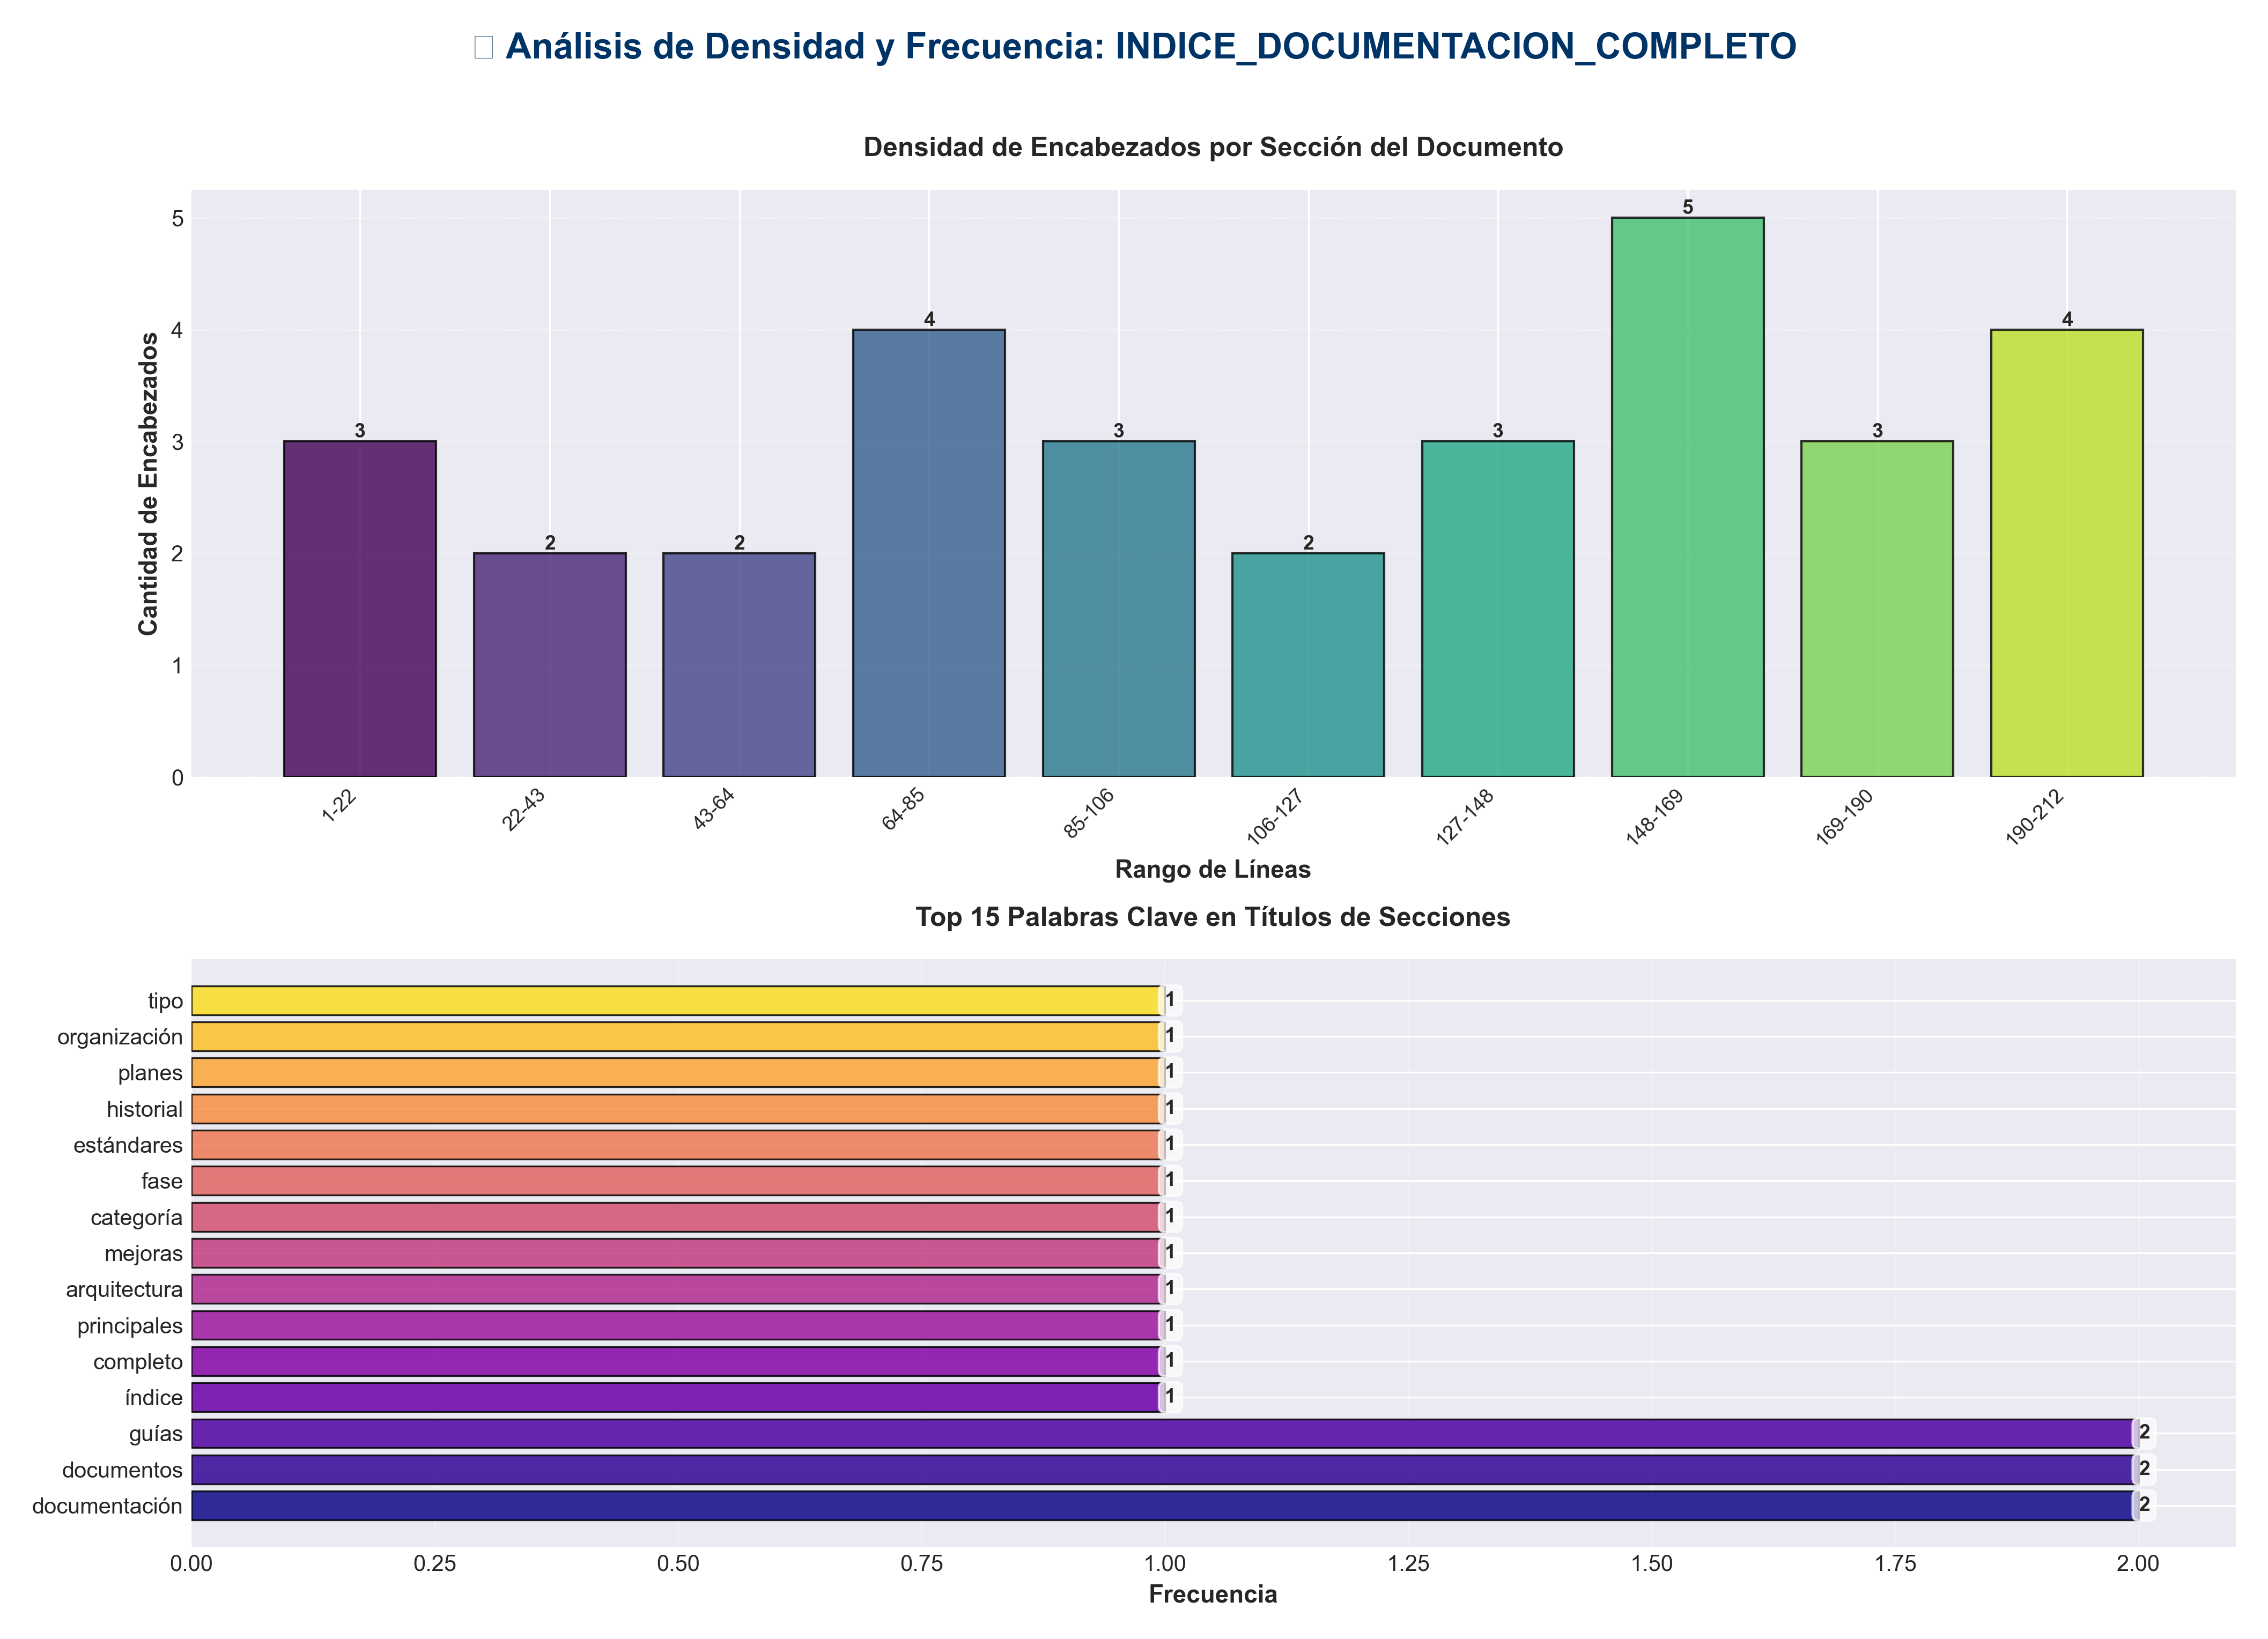 Análisis de Densidad y Frecuencia: INDICE_DOCUMENTACION_COMPLETO
Densidad de Encabezados por Sección del Documento
Cantidad de Encabezados
5
4
3
2
1
0
3
2
2
4
3
2
3
5
3
4
1-22
22-43
43-64
64-85
85-106
106-127
127-148
148-169
169-190
190-212
Rango de Líneas
Top 15 Palabras Clave en Títulos de Secciones
tipo 1
organización 1
planes 1
historial 1
estándares 1
fase 1
categoría 1
mejoras 1
arquitectura 1
principales 1
completo 1
índice 1
guías 2
documentos 2
documentación 2
0.00 0.25 0.50 0.75 1.00 1.25 1.50 1.75 2.00
Frecuencia